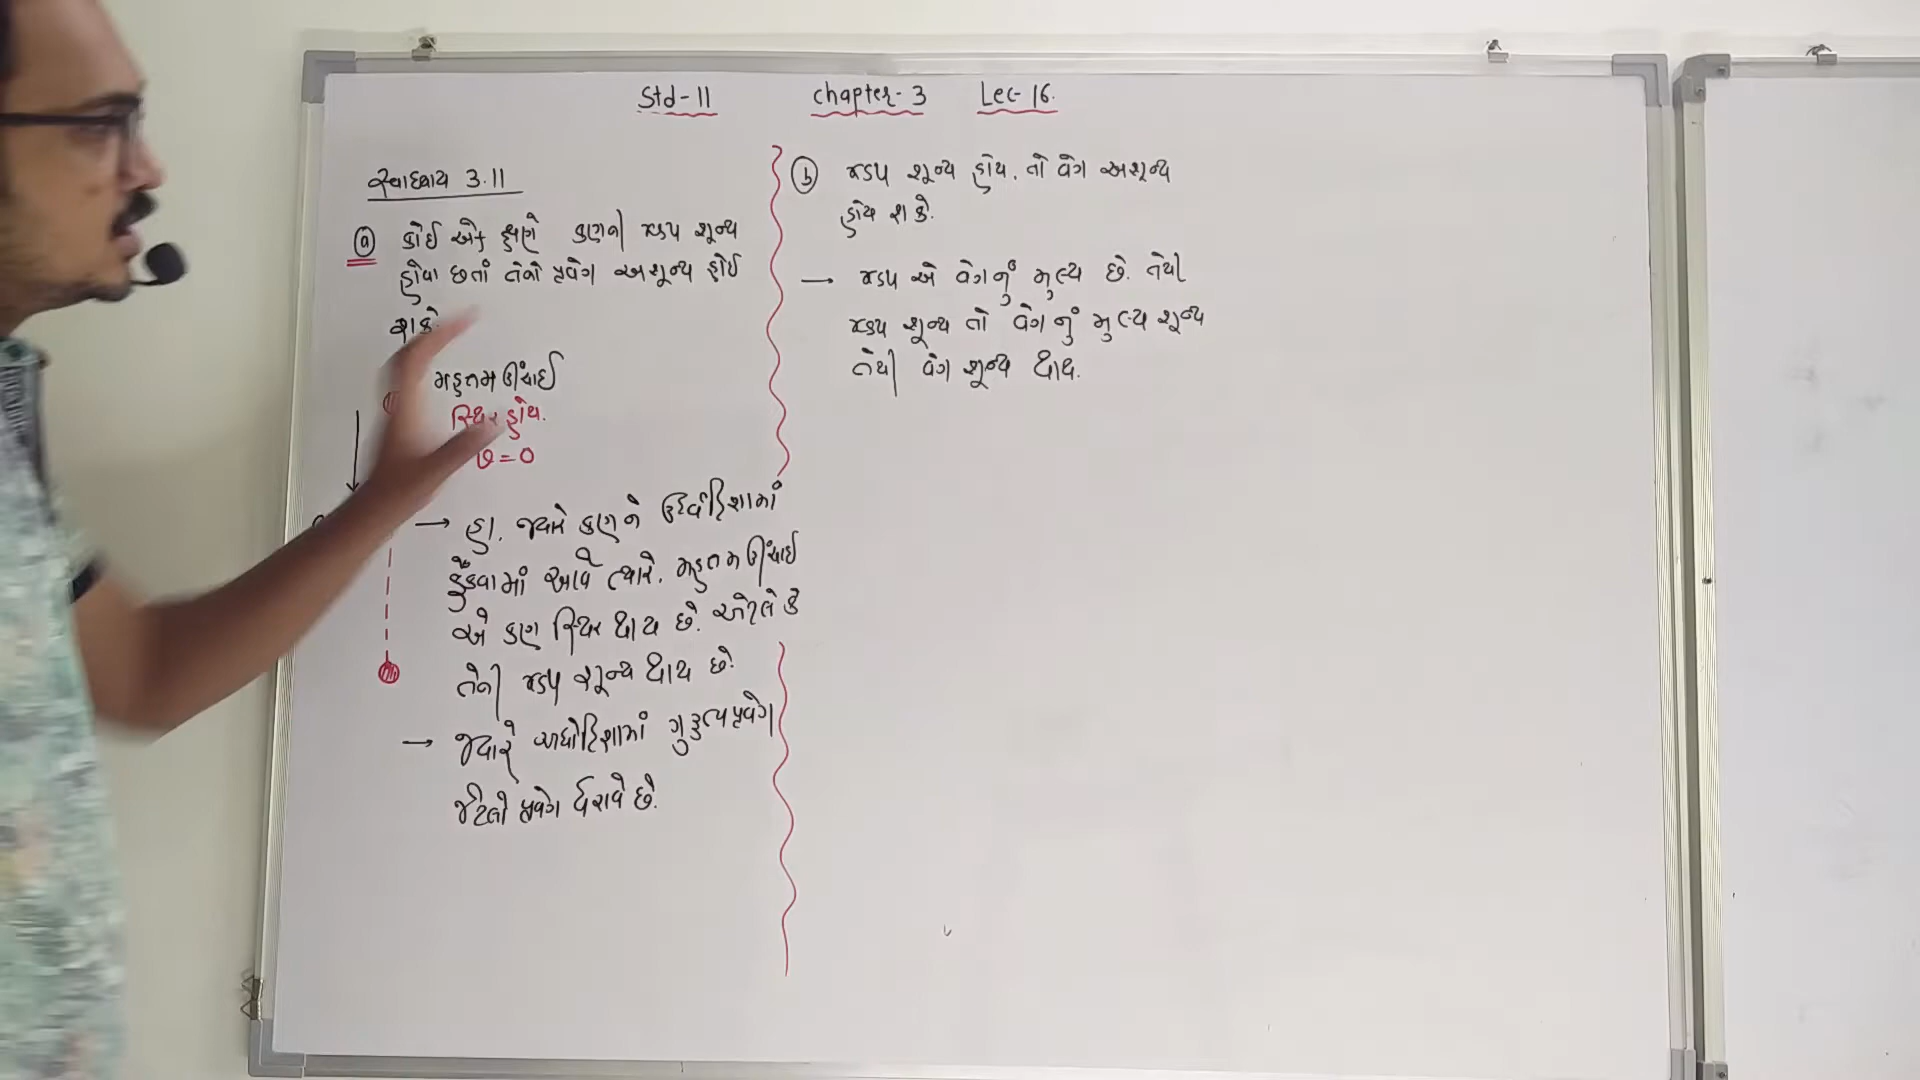 Std-11 Chapter-3 Lec-16.
સ્વાધ્યાય 3.11
(a) કોઈ એક ક્ષણે કણની ઝડપ શૂન્ય
હોવા છતાં તેનો પ્રવેગ અશૂન્ય હોઈ
શકે.
મહત્તમ ઊંચાઈ
સ્થિર હોય.
v = 0
→ હા. જ્યારે કણને ઉર્ધ્વદિશામાં
ફેંકવામાં આવે ત્યારે, મહત્તમ ઊંચાઈ
એ કણ સ્થિર થાય છે. એટલે કે
તેની ઝડપ શૂન્ય થાય છે.
→ જ્યારે અધોદિશામાં ગુરુત્વપ્રવેગ
જેટલો પ્રવેગ ધરાવે છે.
(b) ઝડપ શૂન્ય હોય, તો વેગ અશૂન્ય
હોય શકે.
→ ઝડપ એ વેગનું મુલ્ય છે. તેથી
ઝડપ શૂન્ય તો વેગનું મુલ્ય શૂન્ય
તેથી વેગ શૂન્ય થાય.